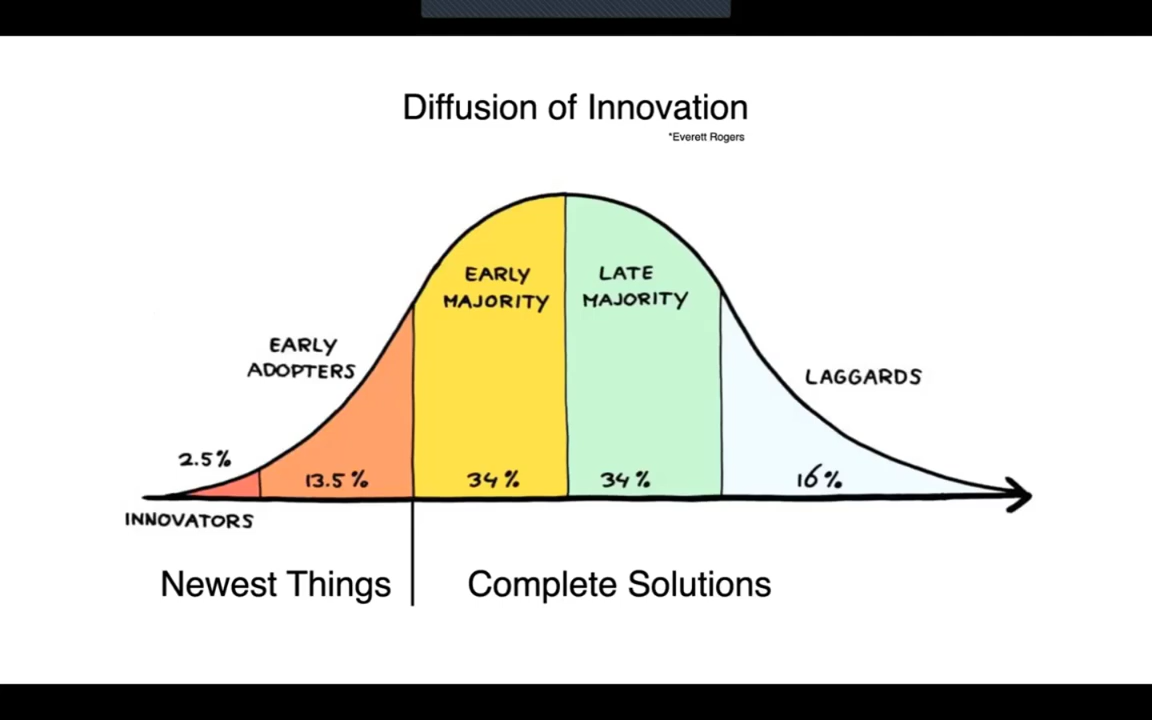 Diffusion of Innovation
*Everett Rogers
EARLY
MAJORITY
LATE
MAJORITY
EARLY
ADOPTERS
LAGGARDS
2.5%
13.5%
34%
34%
16%
INNOVATORS
Newest Things
Complete Solutions